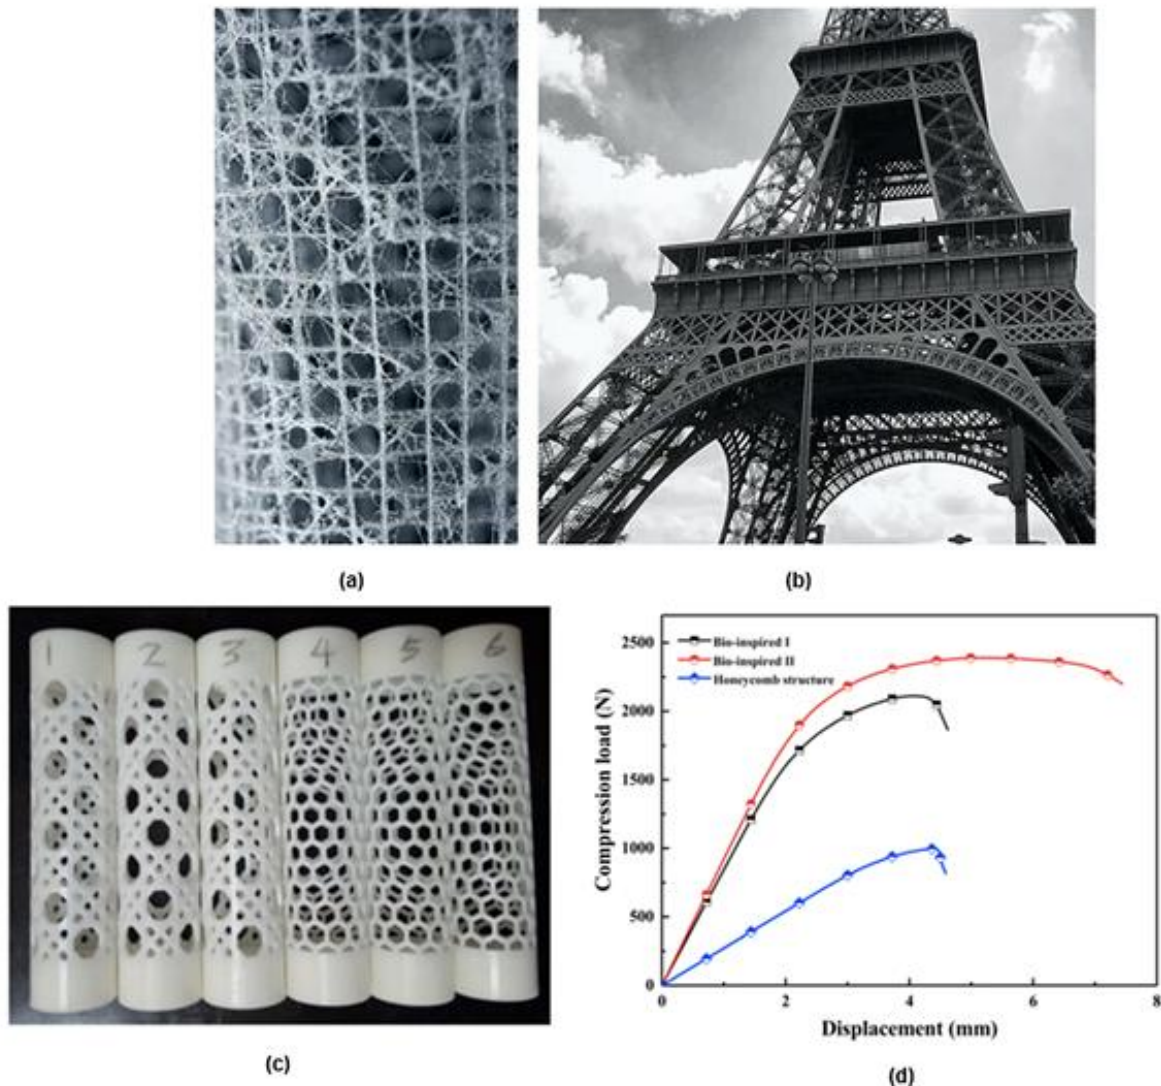 (a)
(b)
1 2 3 4 5 6
(c)
2500
2000
1500
1000
500
0
Bio-inspired I
Bio-inspired II
Honeycomb structure
Compression load (N)
0 2 4 6 8
Displacement (mm)
(d)